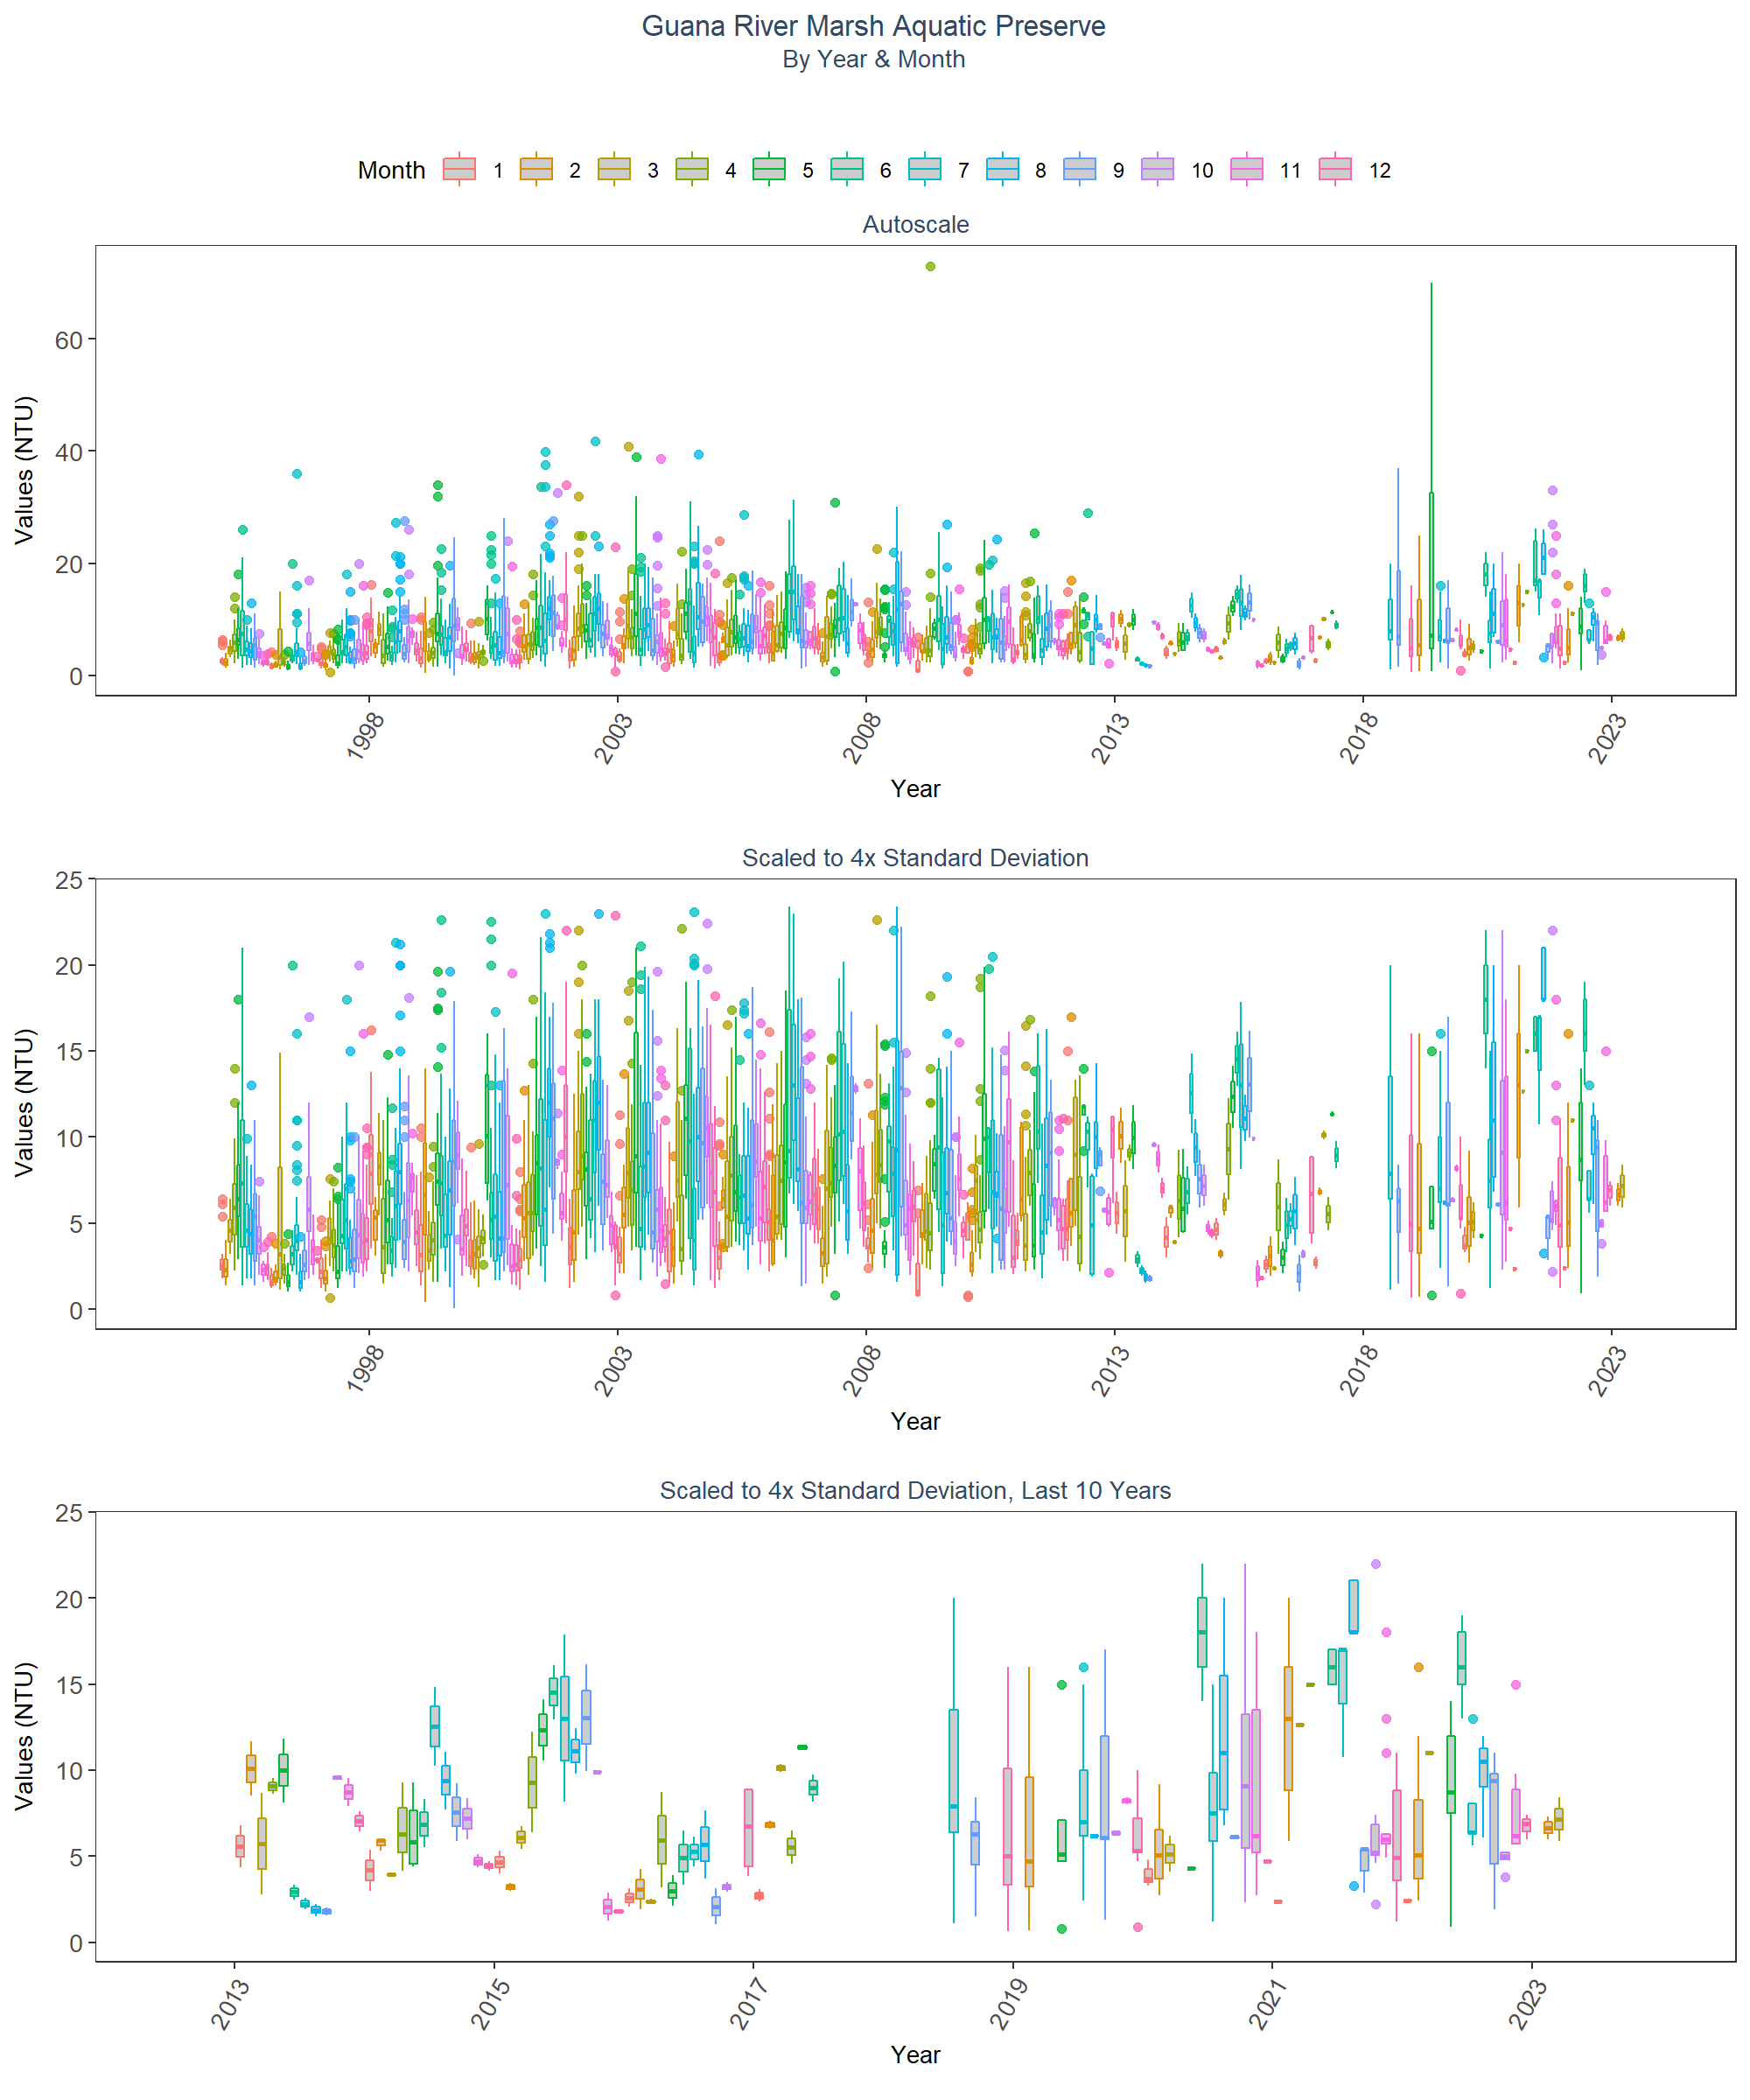 Guana River Marsh Aquatic Preserve
By Year & Month
Month 1 2 3 4 5 6 7 8 9 10 11 12
Autoscale
Values (NTU)
60
40
20
0
1998 2003 2008 2013 2018 2023
Year
Scaled to 4x Standard Deviation
Values (NTU)
25
20
15
10
5
0
1998 2003 2008 2013 2018 2023
Year
Scaled to 4x Standard Deviation, Last 10 Years
Values (NTU)
25
20
15
10
5
0
2013 2015 2017 2019 2021 2023
Year